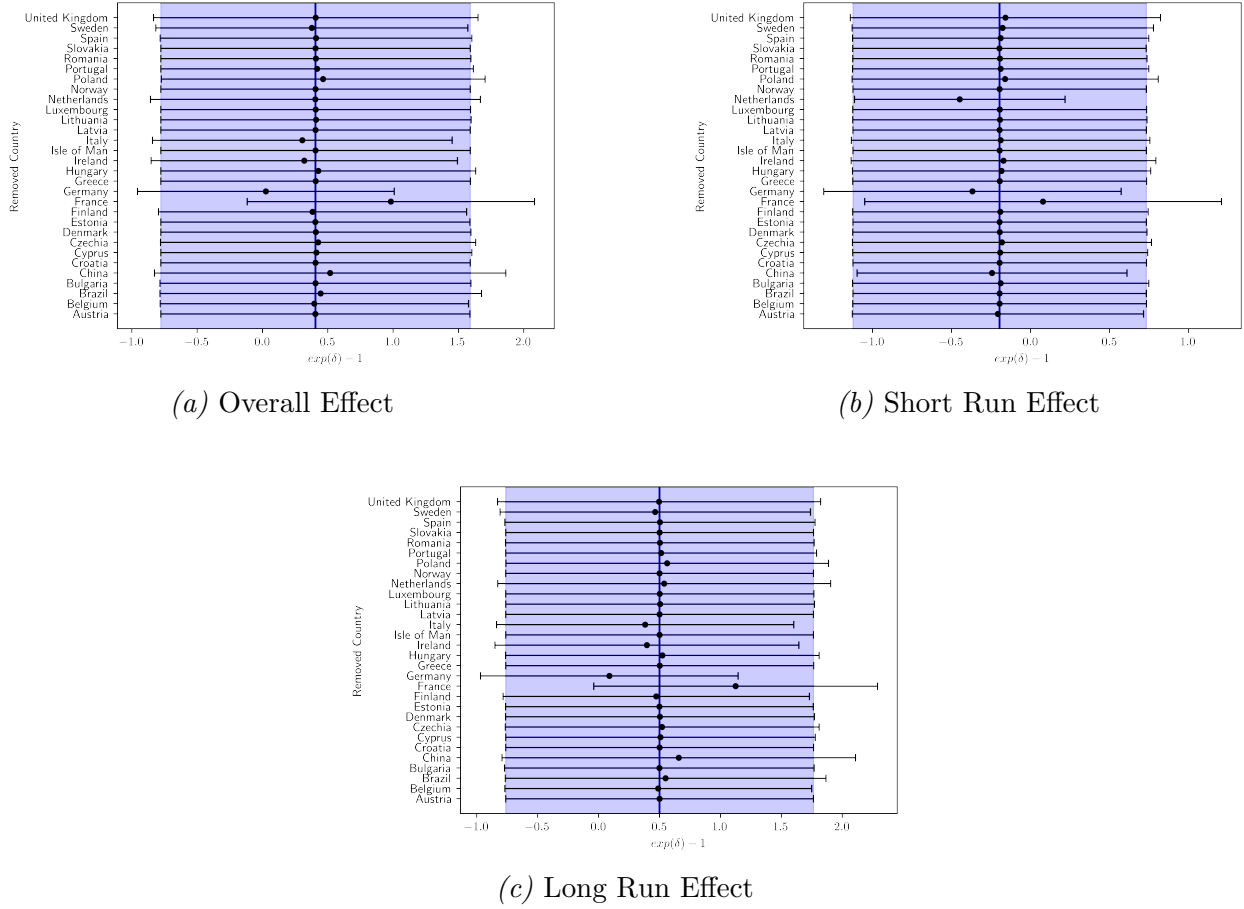 United Kingdom
Sweden
Spain
Slovakia
Romania
Portugal
Poland
Norway
Netherlands
Luxembourg
Lithuania
Latvia
Italy
Isle of Man
Ireland
Hungary
Greece
Germany
France
Finland
Estonia
Denmark
Czechia
Cyprus
Croatia
China
Bulgaria
Brazil
Belgium
Austria
Removed Country
−1.0 −0.5 0.0 0.5 1.0 1.5 2.0
exp(δ) − 1
(a) Overall Effect
United Kingdom
Sweden
Spain
Slovakia
Romania
Portugal
Poland
Norway
Netherlands
Luxembourg
Lithuania
Latvia
Italy
Isle of Man
Ireland
Hungary
Greece
Germany
France
Finland
Estonia
Denmark
Czechia
Cyprus
Croatia
China
Bulgaria
Brazil
Belgium
Austria
Removed Country
−1.0 −0.5 0.0 0.5 1.0
exp(δ) − 1
(b) Short Run Effect
United Kingdom
Sweden
Spain
Slovakia
Romania
Portugal
Poland
Norway
Netherlands
Luxembourg
Lithuania
Latvia
Italy
Isle of Man
Ireland
Hungary
Greece
Germany
France
Finland
Estonia
Denmark
Czechia
Cyprus
Croatia
China
Bulgaria
Brazil
Belgium
Austria
Removed Country
−1.0 −0.5 0.0 0.5 1.0 1.5 2.0
exp(δ) − 1
(c) Long Run Effect